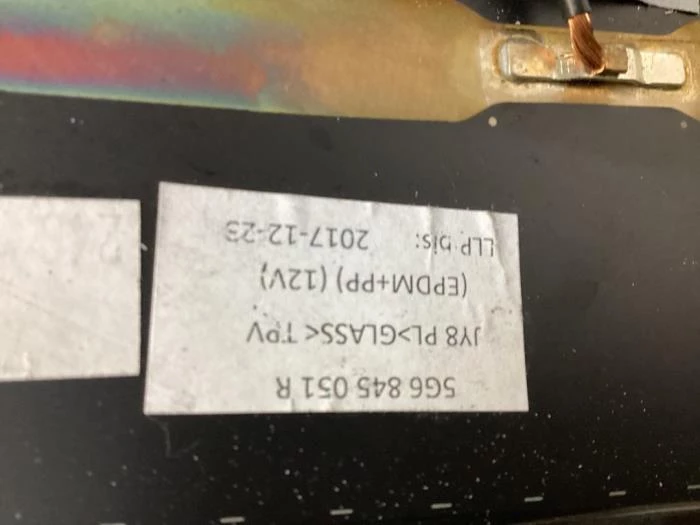 5G6 845 051 R
JY8 PL>GLASS< TPV
(EPDM+PP) (12V)
LLP bis: 2017-12-23